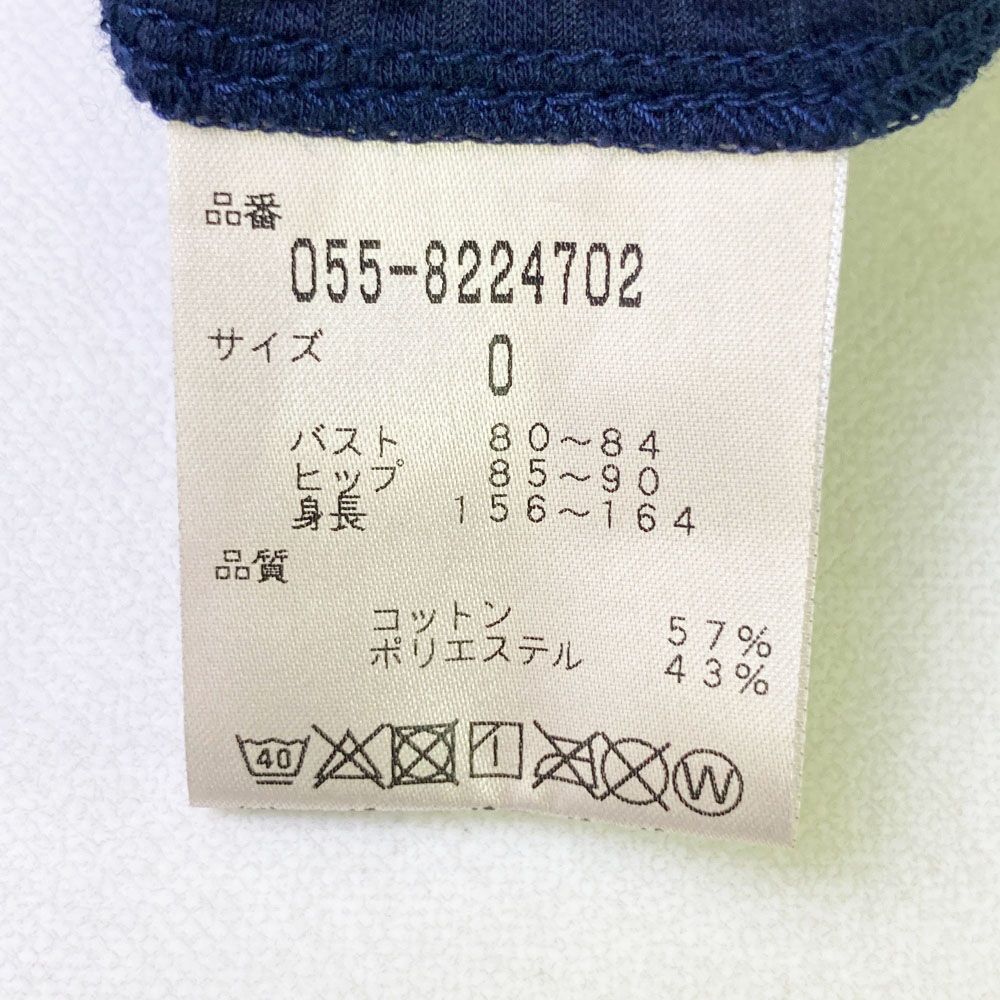 品番
055-8224702
サイズ 0
バスト 80～84
ヒップ 85～90
身長 156～164
品質
コットン 57%
ポリエステル 43%
40 W